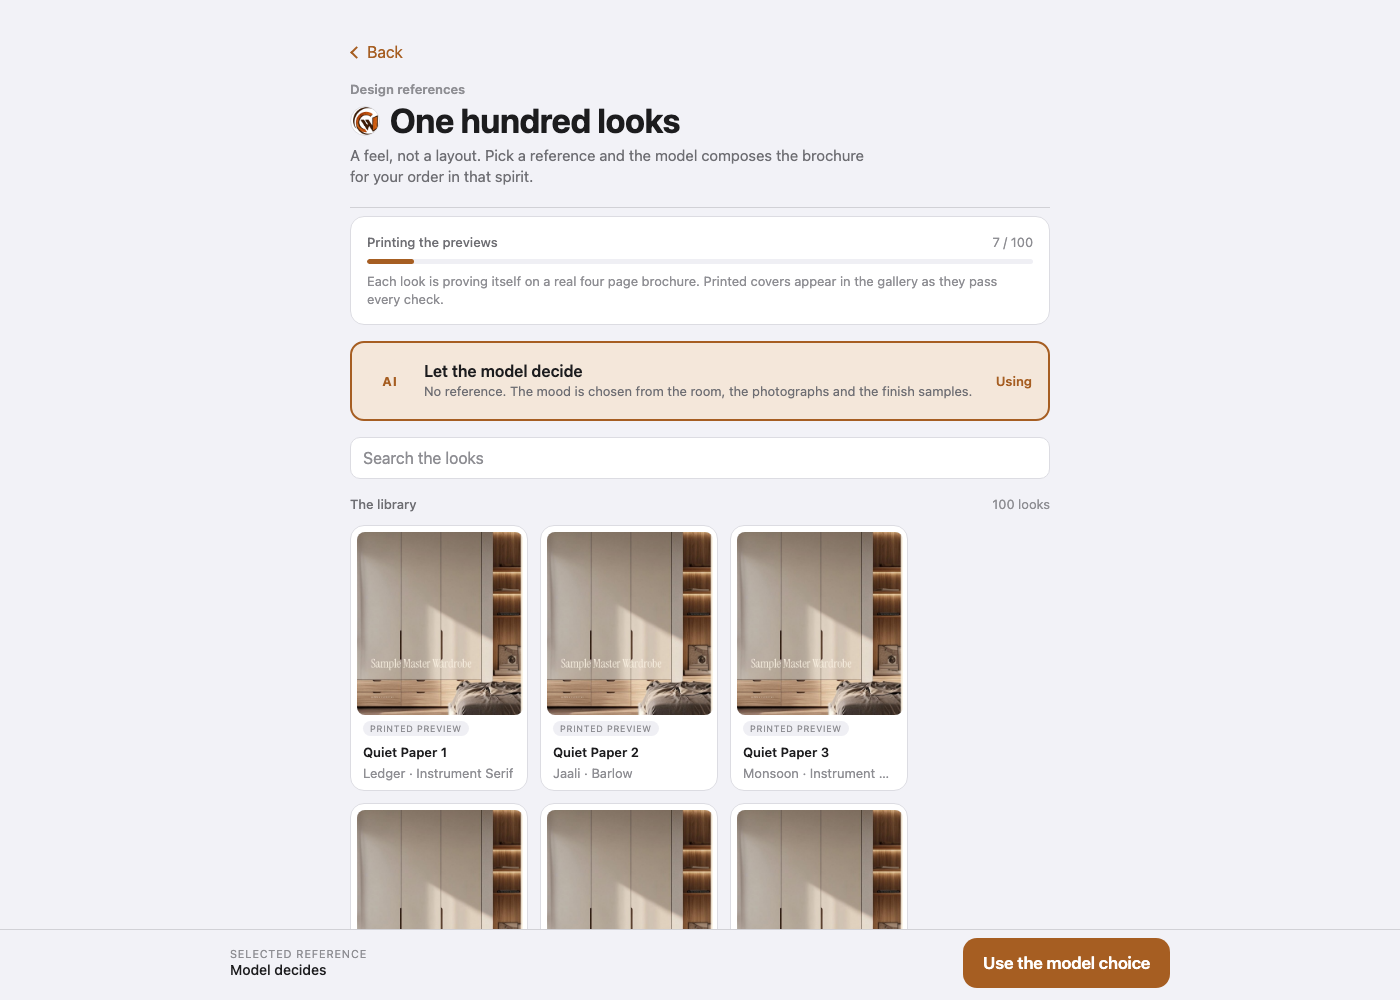 Back
Design references
One hundred looks
A feel, not a layout. Pick a reference and the model composes the brochure
for your order in that spirit.
Printing the previews
7 / 100
Each look is proving itself on a real four page brochure. Printed covers appear in the gallery as they pass
every check.
AI
Let the model decide
No reference. The mood is chosen from the room, the photographs and the finish samples.
Using
Search the looks
The library
100 looks
Sample Master Wardrobe
PRINTED PREVIEW
Quiet Paper 1
Ledger · Instrument Serif
Sample Master Wardrobe
PRINTED PREVIEW
Quiet Paper 2
Jaali · Barlow
Sample Master Wardrobe
PRINTED PREVIEW
Quiet Paper 3
Monsoon · Instrument ...
SELECTED REFERENCE
Model decides
Use the model choice